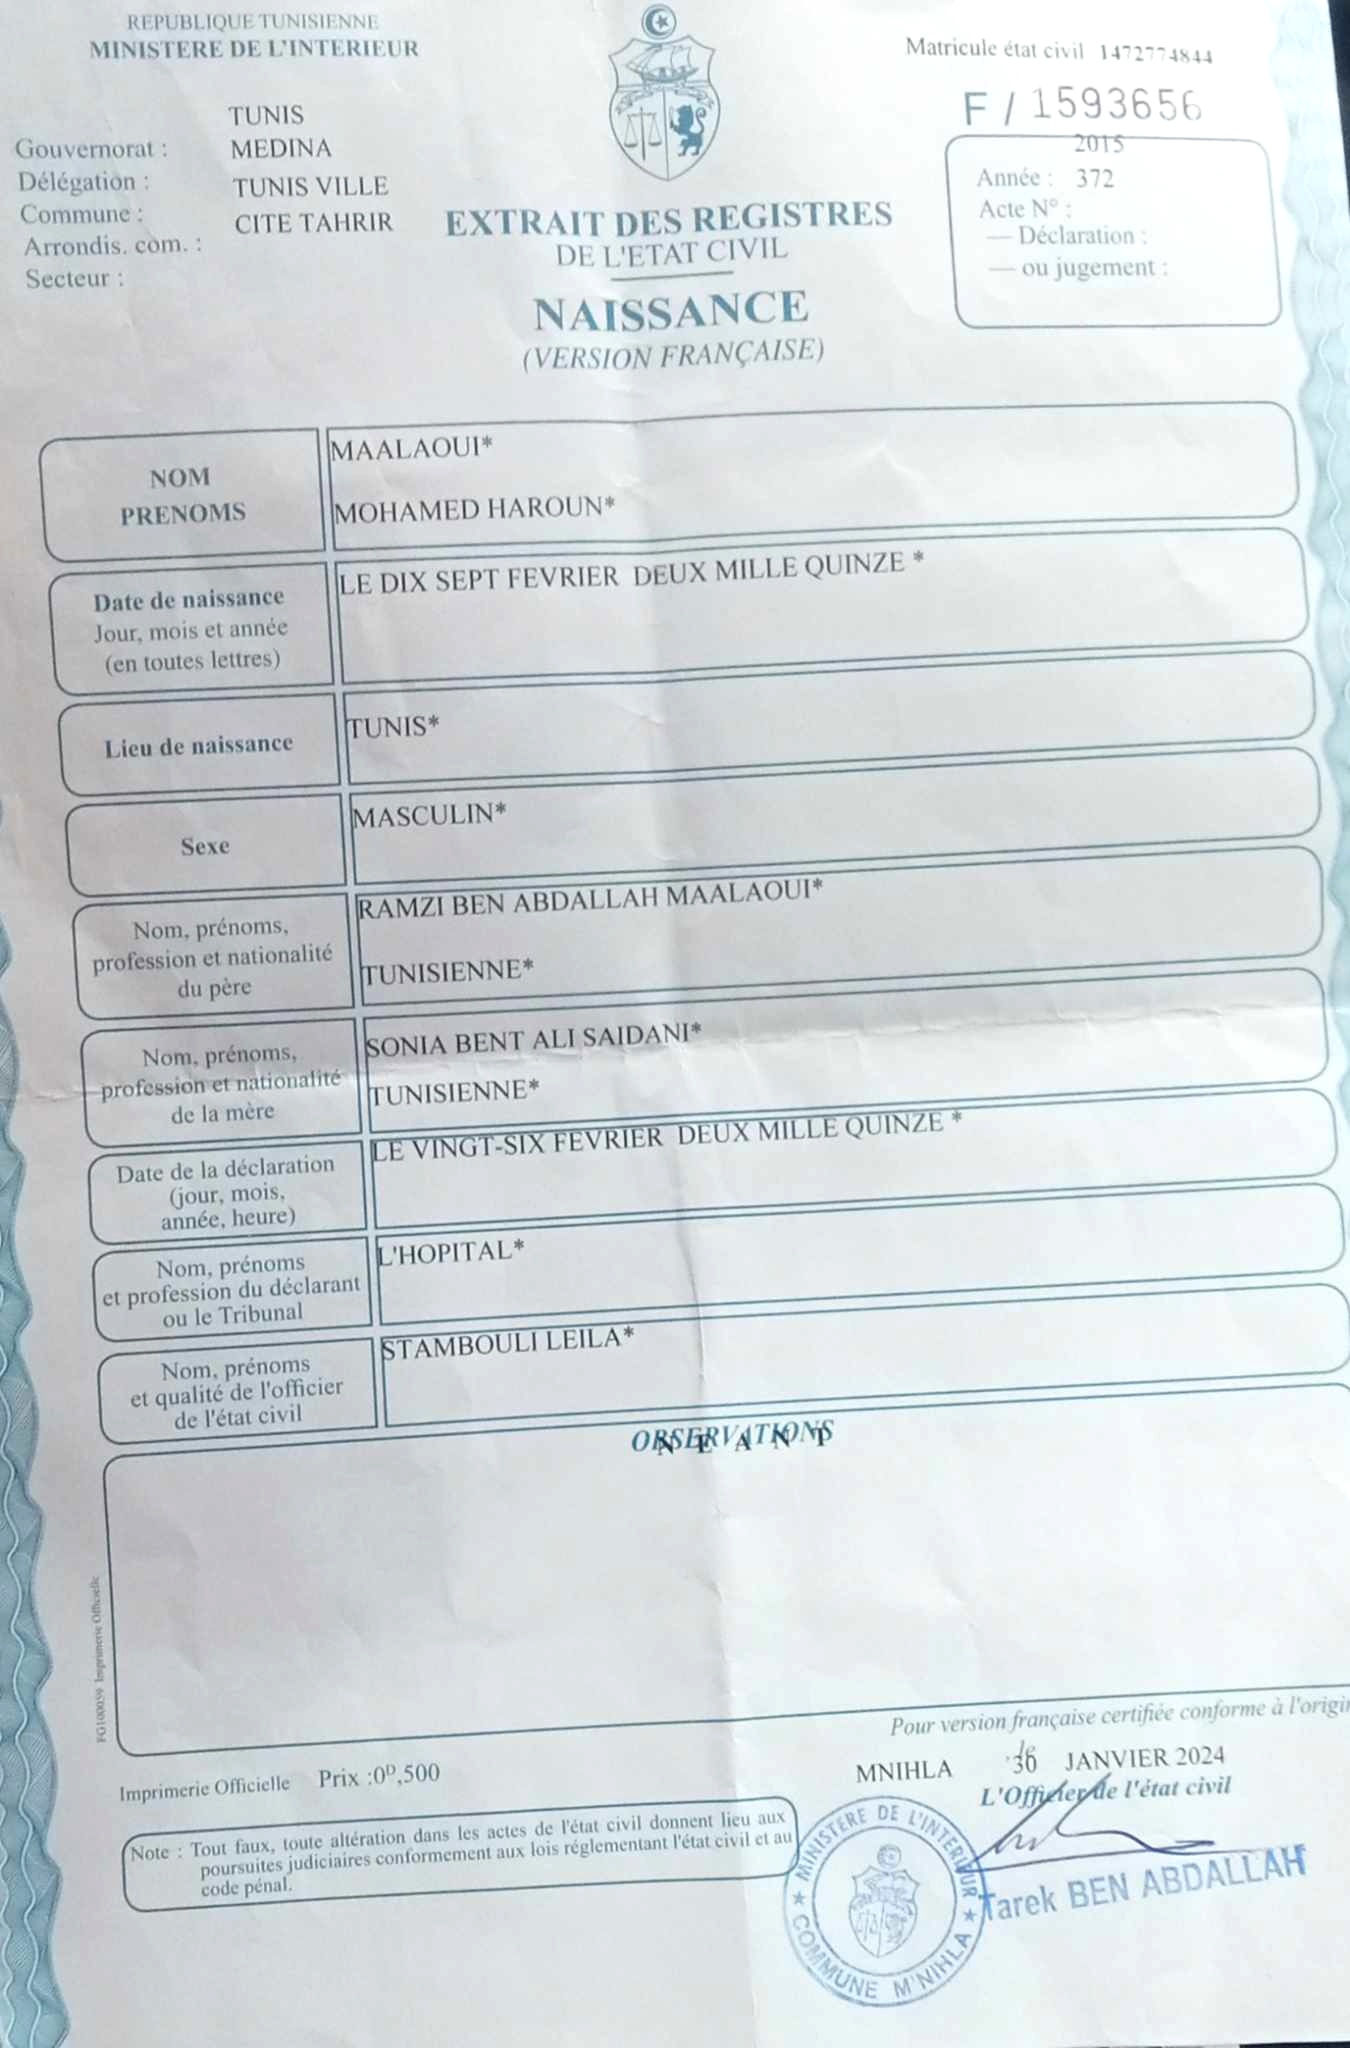 REPUBLIQUE TUNISIENNE
MINISTERE DE L'INTERIEUR
Matricule état civil 1472774844
F / 1593656
TUNIS
Gouvernorat : MEDINA
Délégation : TUNIS VILLE
Commune : CITE TAHRIR
Arrondis. com. :
Secteur :
2015
Année : 372
Acte N° :
— Déclaration :
— ou jugement :
EXTRAIT DES REGISTRES
DE L'ETAT CIVIL
NAISSANCE
(VERSION FRANÇAISE)
NOM
PRENOMS
MAALAOUI*
MOHAMED HAROUN*
Date de naissance
Jour, mois et année
(en toutes lettres)
LE DIX SEPT FEVRIER DEUX MILLE QUINZE *
Lieu de naissance
TUNIS*
Sexe
MASCULIN*
Nom, prénoms,
profession et nationalité
du père
RAMZI BEN ABDALLAH MAALAOUI*
TUNISIENNE*
Nom, prénoms,
profession et nationalité
de la mère
SONIA BENT ALI SAIDANI*
TUNISIENNE*
Date de la déclaration
(jour, mois,
année, heure)
LE VINGT-SIX FEVRIER DEUX MILLE QUINZE *
Nom, prénoms
et profession du déclarant
ou le Tribunal
L'HOPITAL*
Nom, prénoms
et qualité de l'officier
de l'état civil
STAMBOULI LEILA*
OBSERVATIONS
N E A N T
FG100059 Imprimerie Officielle
Pour version française certifiée conforme à l'origin
MNIHLA le 30 JANVIER 2024
L'Officier de l'état civil
Imprimerie Officielle Prix :0D,500
Note : Tout faux, toute altération dans les actes de l'état civil donnent lieu aux
poursuites judiciaires conformement aux lois réglementant l'état civil et au
code pénal.
MINISTERE DE L'INTERIEUR
COMMUNE M'NIHLA
Tarek BEN ABDALLAH